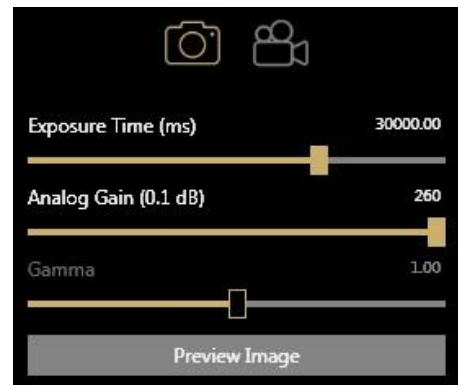 Exposure Time (ms) 30000.00
Analog Gain (0.1 dB) 260
Gamma 1.00
Preview Image